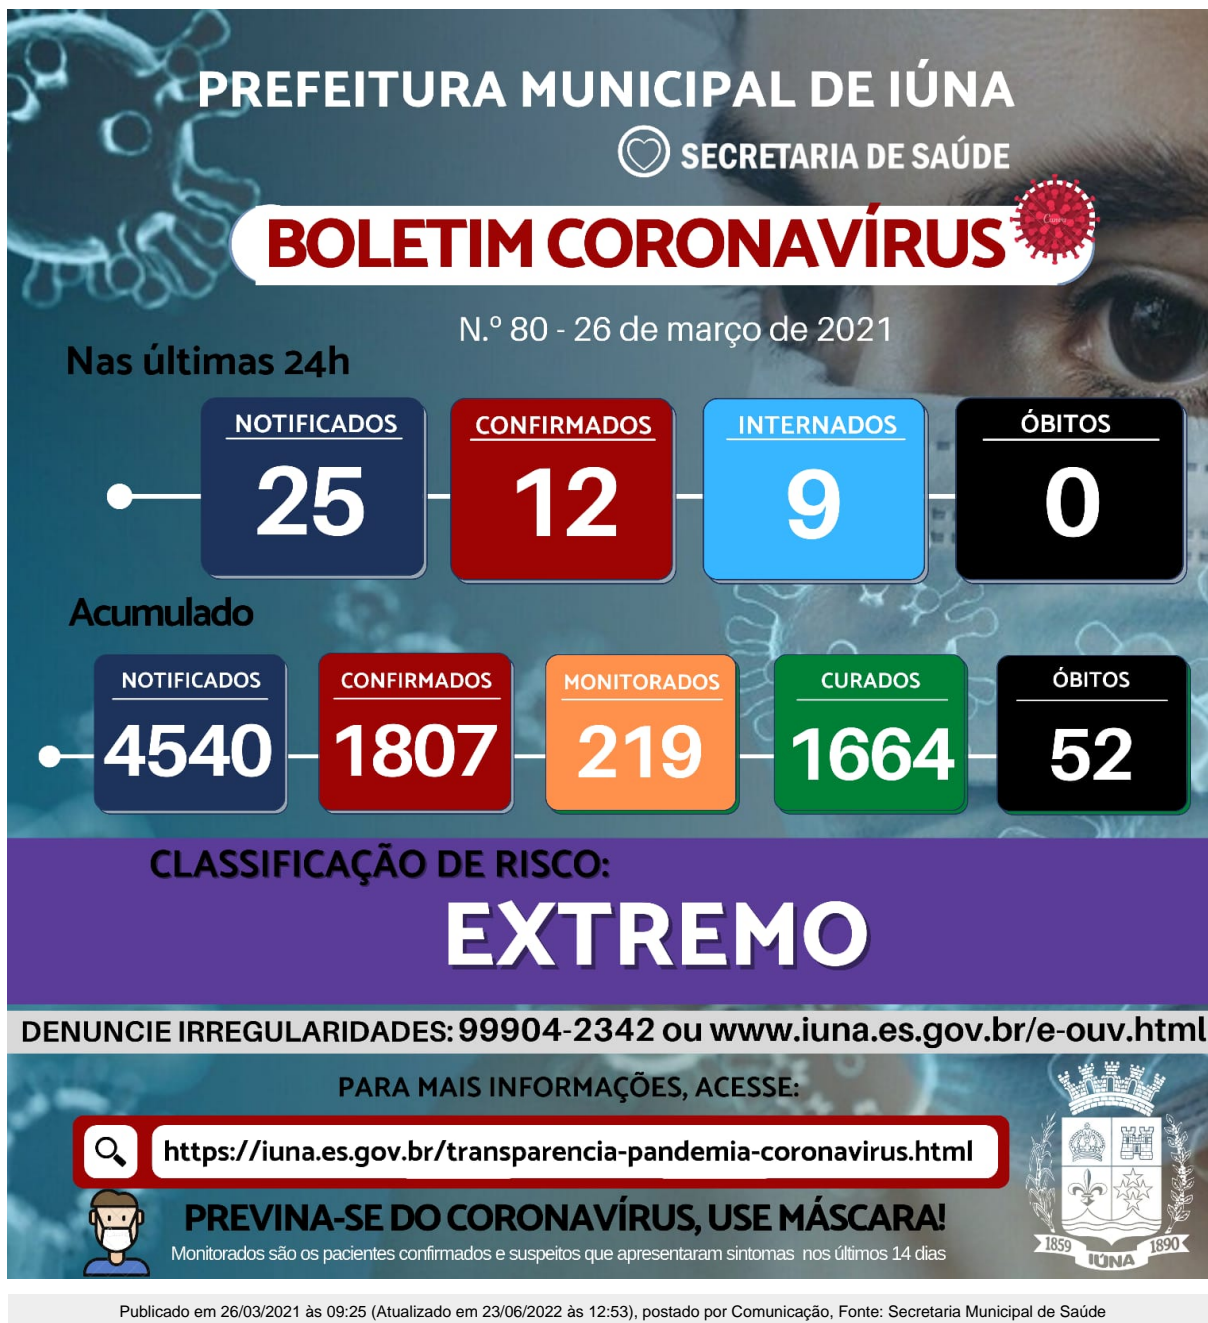 PREFEITURA MUNICIPAL DE IÚNA
SECRETARIA DE SAÚDE
BOLETIM CORONAVÍRUS
Canva
N.º 80 - 26 de março de 2021
Nas últimas 24h
NOTIFICADOS
25
CONFIRMADOS
12
INTERNADOS
9
ÓBITOS
0
Acumulado
NOTIFICADOS
4540
CONFIRMADOS
1807
MONITORADOS
219
CURADOS
1664
ÓBITOS
52
CLASSIFICAÇÃO DE RISCO:
EXTREMO
DENUNCIE IRREGULARIDADES: 99904-2342 ou www.iuna.es.gov.br/e-ouv.html
PARA MAIS INFORMAÇÕES, ACESSE:
https://iuna.es.gov.br/transparencia-pandemia-coronavirus.html
PREVINA-SE DO CORONAVÍRUS, USE MÁSCARA!
Monitorados são os pacientes confirmados e suspeitos que apresentaram sintomas nos últimos 14 dias
1859 IÚNA 1890
Publicado em 26/03/2021 às 09:25 (Atualizado em 23/06/2022 às 12:53), postado por Comunicação, Fonte: Secretaria Municipal de Saúde